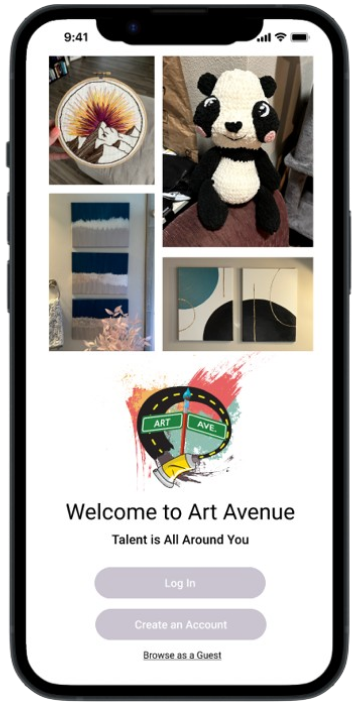 9:41
ART
AVE.
Welcome to Art Avenue
Talent is All Around You
Log In
Create an Account
Browse as a Guest